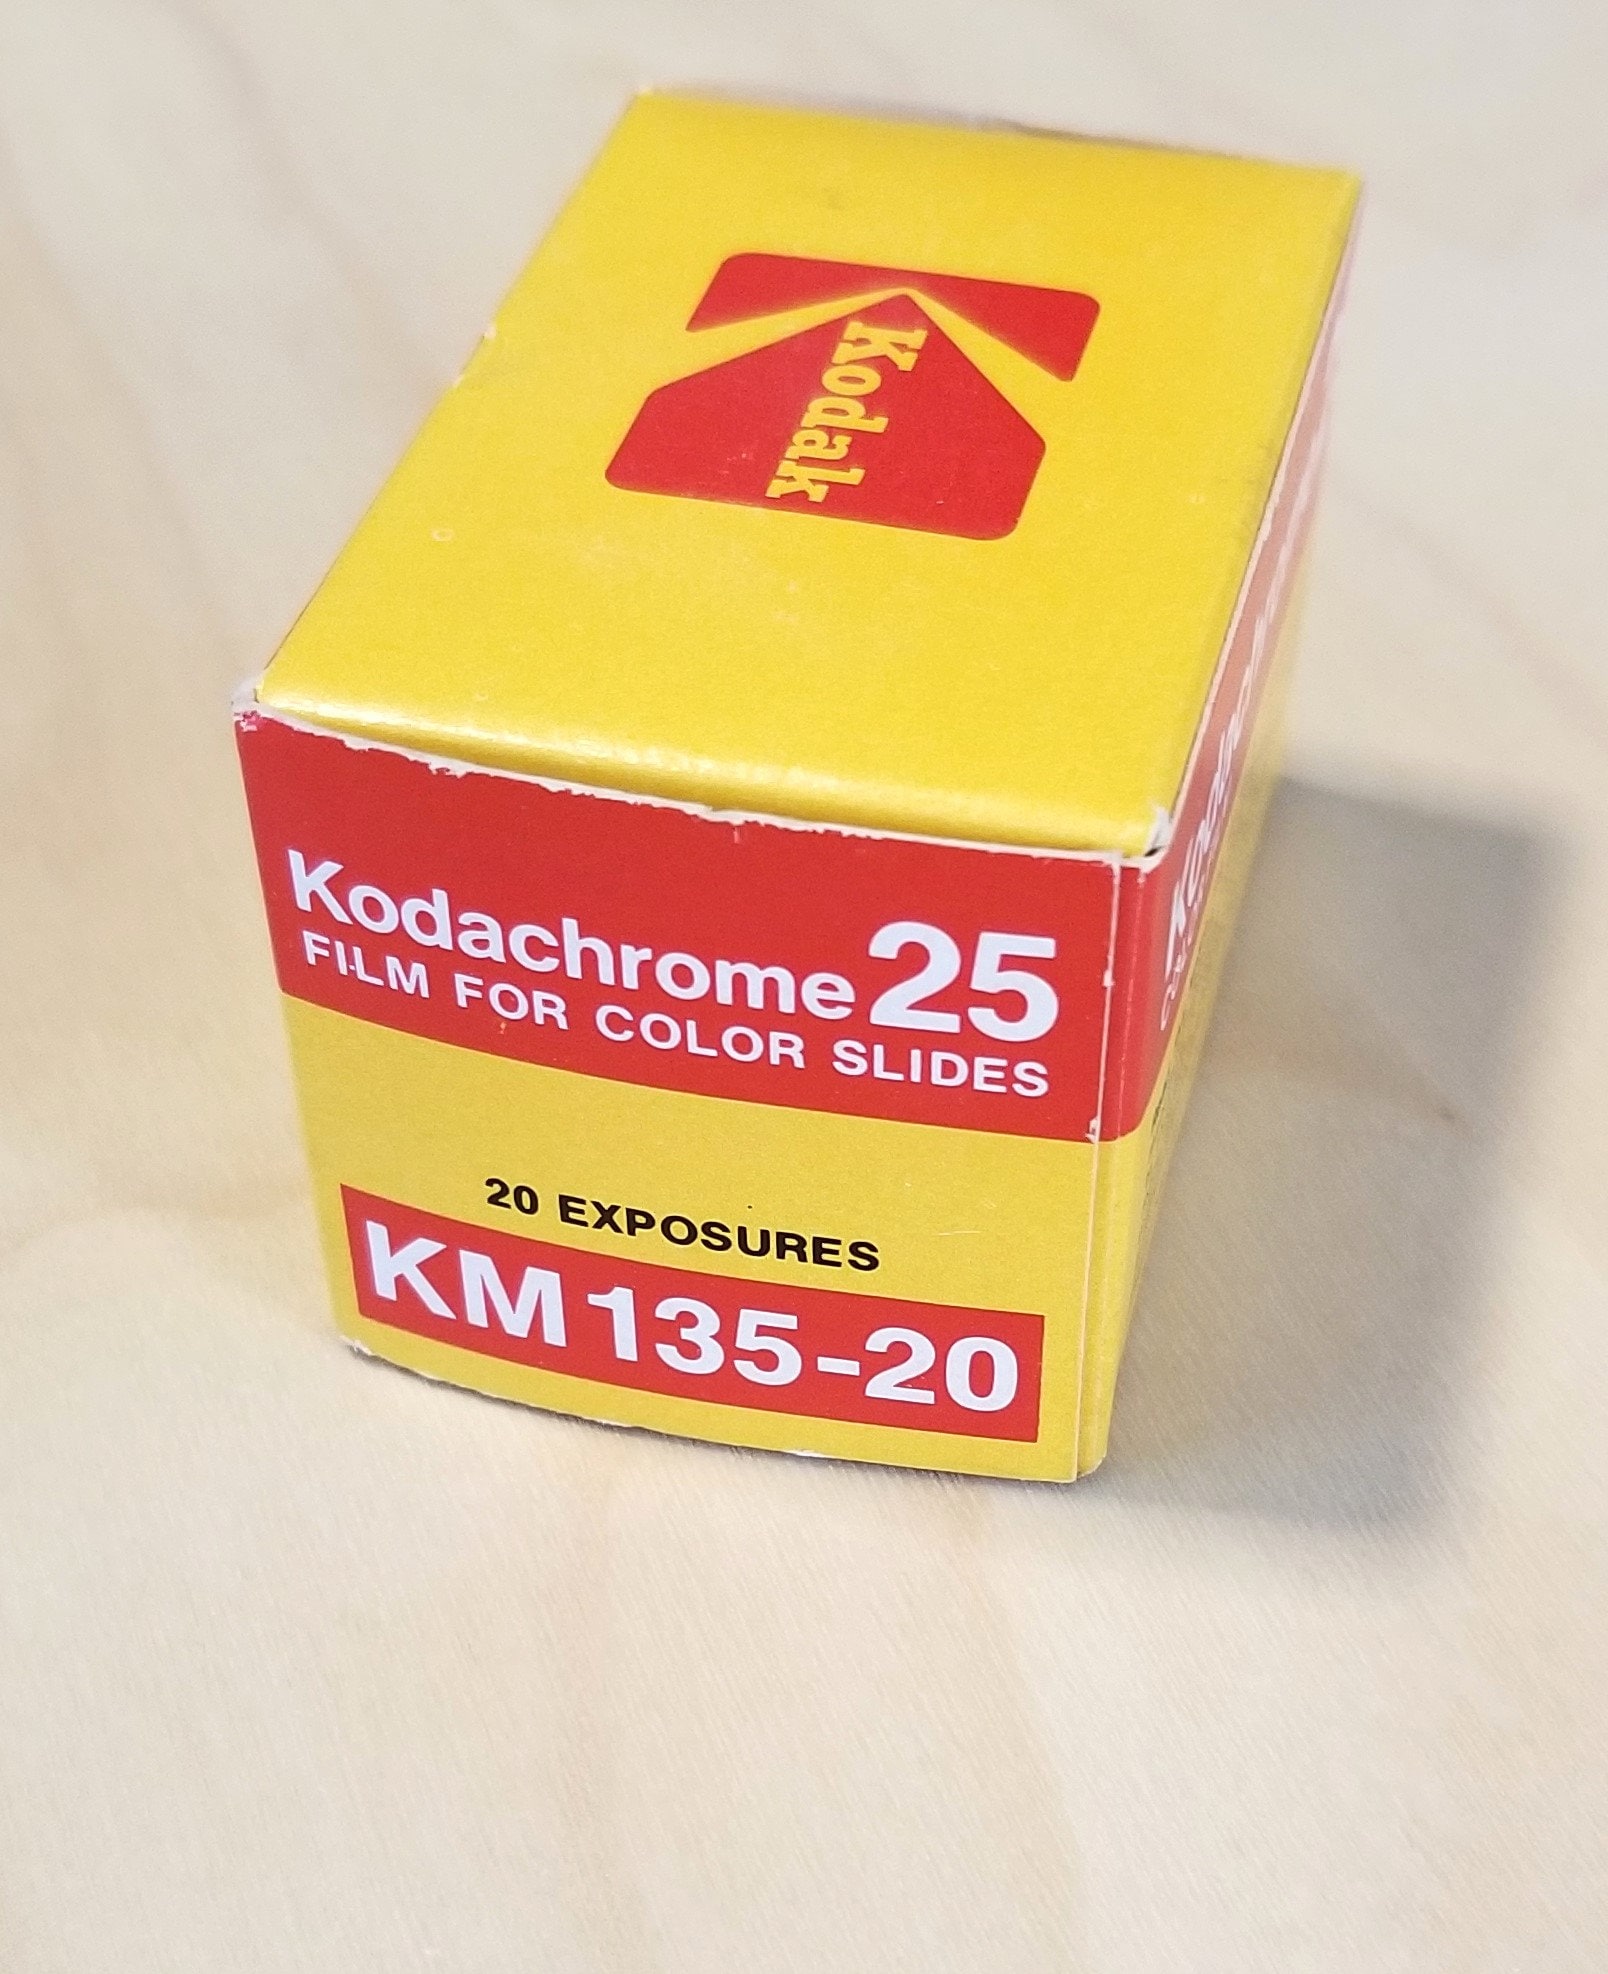 Kodak
Kodachrome 25
FILM FOR COLOR SLIDES
20 EXPOSURES
KM 135-20